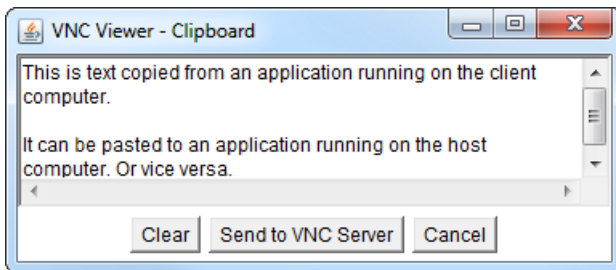 VNC Viewer - Clipboard
This is text copied from an application running on the client
computer.
It can be pasted to an application running on the host
computer. Or vice versa.
Clear Send to VNC Server Cancel